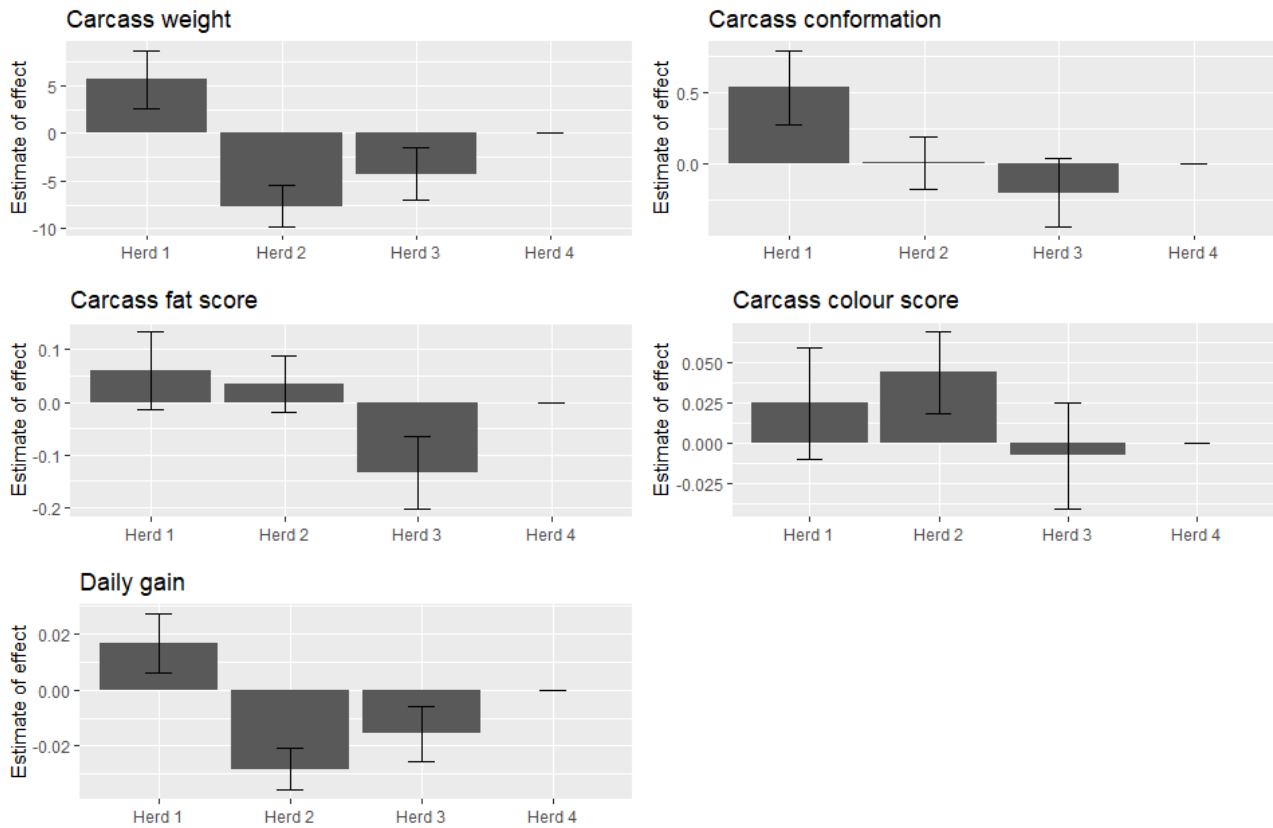 Carcass weight
Estimate of effect
5
0
-5
-10
Herd 1 Herd 2 Herd 3 Herd 4
Carcass conformation
Estimate of effect
0.5
0.0
Herd 1 Herd 2 Herd 3 Herd 4
Carcass fat score
Estimate of effect
0.1
0.0
-0.1
-0.2
Herd 1 Herd 2 Herd 3 Herd 4
Carcass colour score
Estimate of effect
0.050
0.025
0.000
-0.025
Herd 1 Herd 2 Herd 3 Herd 4
Daily gain
Estimate of effect
0.02
0.00
-0.02
Herd 1 Herd 2 Herd 3 Herd 4